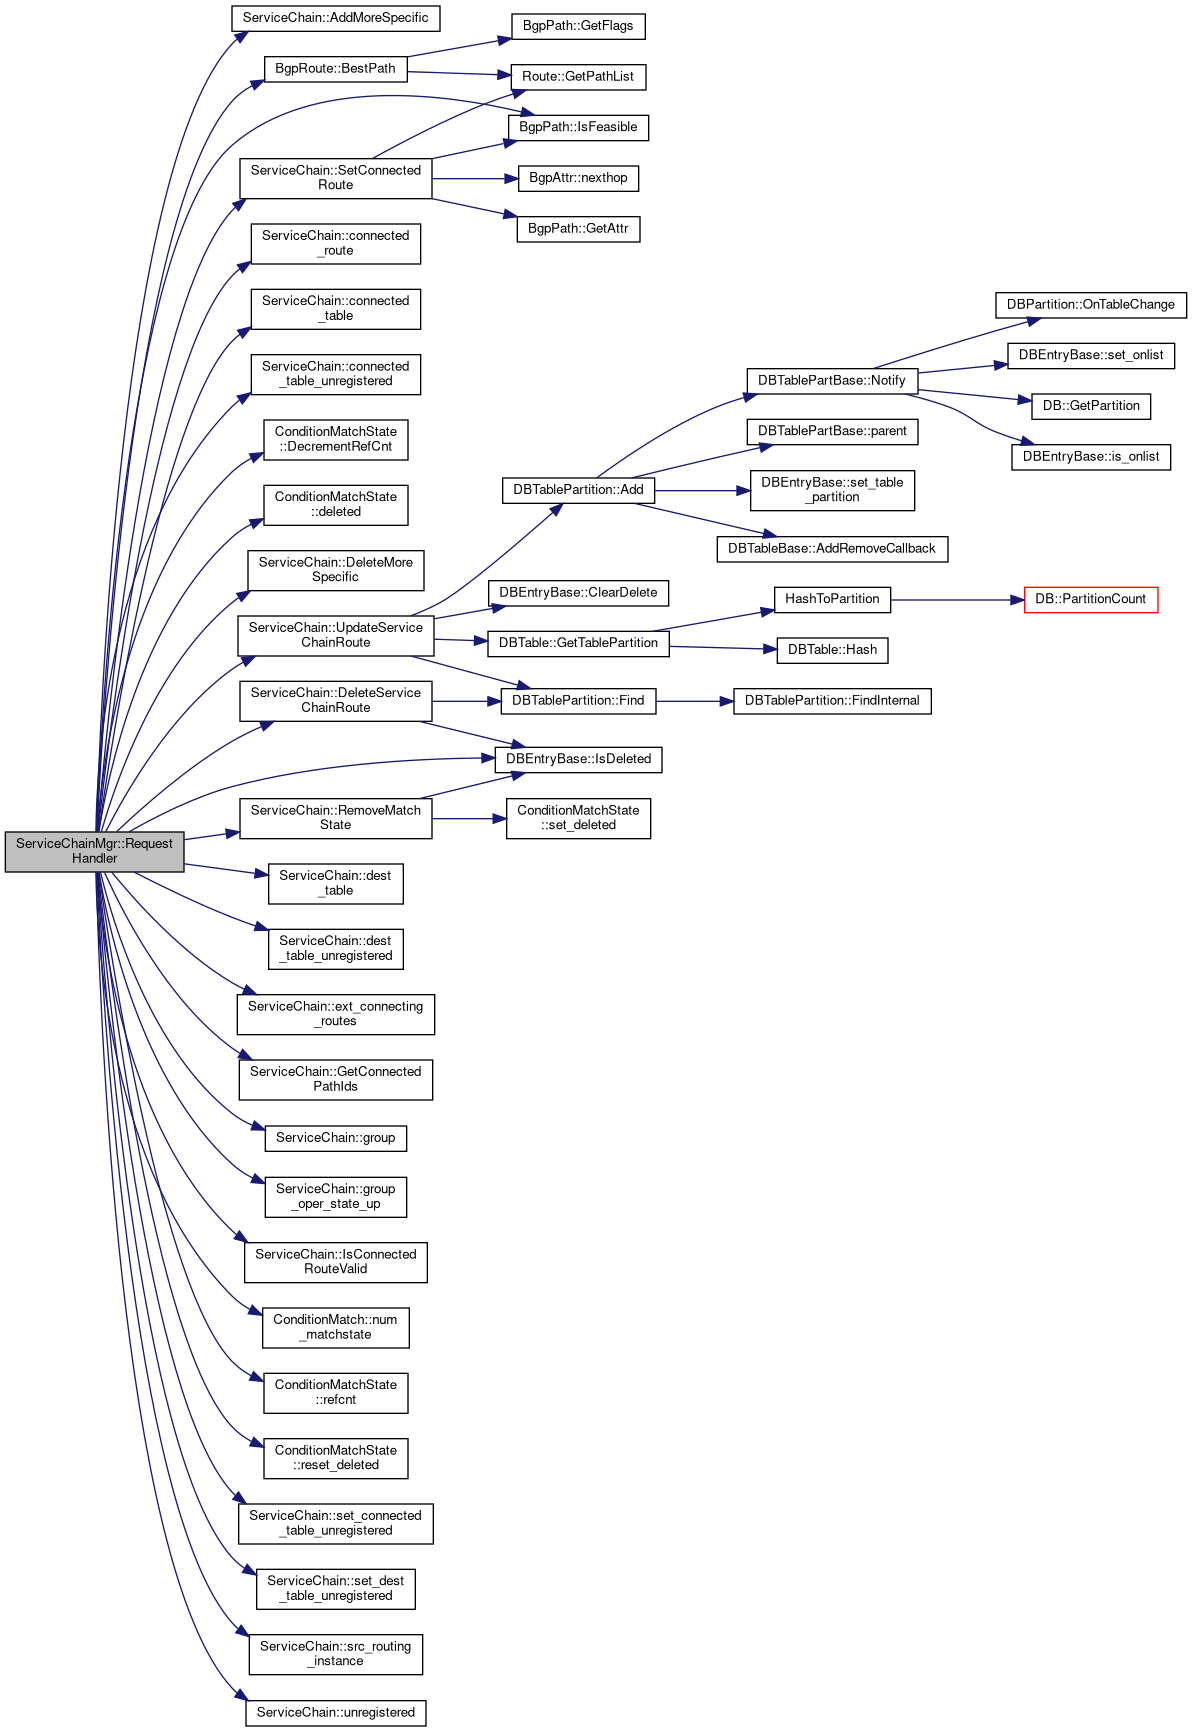 ServiceChainMgr::Request
Handler
ServiceChain::AddMoreSpecific
BgpRoute::BestPath
BgpPath::GetFlags
Route::GetPathList
BgpPath::IsFeasible
ServiceChain::SetConnected
Route
BgpAttr::nexthop
BgpPath::GetAttr
ServiceChain::connected
_route
ServiceChain::connected
_table
ServiceChain::connected
_table_unregistered
ConditionMatchState
::DecrementRefCnt
ConditionMatchState
::deleted
ServiceChain::DeleteMore
Specific
ServiceChain::UpdateService
ChainRoute
DBTablePartition::Add
DBTablePartBase::Notify
DBPartition::OnTableChange
DBEntryBase::set_onlist
DB::GetPartition
DBEntryBase::is_onlist
DBTablePartBase::parent
DBEntryBase::set_table
_partition
DBTableBase::AddRemoveCallback
DBEntryBase::ClearDelete
DBTable::GetTablePartition
HashToPartition
DB::PartitionCount
DBTable::Hash
DBTablePartition::Find
DBTablePartition::FindInternal
ServiceChain::DeleteService
ChainRoute
DBEntryBase::IsDeleted
ServiceChain::RemoveMatch
State
ConditionMatchState
::set_deleted
ServiceChain::dest
_table
ServiceChain::dest
_table_unregistered
ServiceChain::ext_connecting
_routes
ServiceChain::GetConnected
PathIds
ServiceChain::group
ServiceChain::group
_oper_state_up
ServiceChain::IsConnected
RouteValid
ConditionMatch::num
_matchstate
ConditionMatchState
::refcnt
ConditionMatchState
::reset_deleted
ServiceChain::set_connected
_table_unregistered
ServiceChain::set_dest
_table_unregistered
ServiceChain::src_routing
_instance
ServiceChain::unregistered